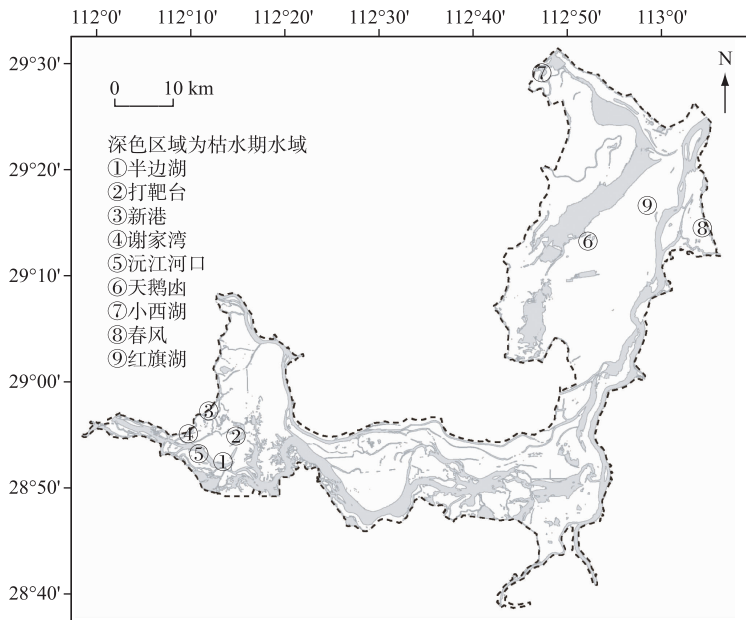 112°0' 112°10' 112°20' 112°30' 112°40' 112°50' 113°0'
29°30'
29°20'
29°10'
29°00'
28°50'
28°40'
N
0 10 km
深色区域为枯水期水域
①半边湖
②打靶台
③新港
④谢家湾
⑤沅江河口
⑥天鹅凼
⑦小西湖
⑧春风
⑨红旗湖
⑦
⑨
⑧
⑥
③
④
②
⑤
①